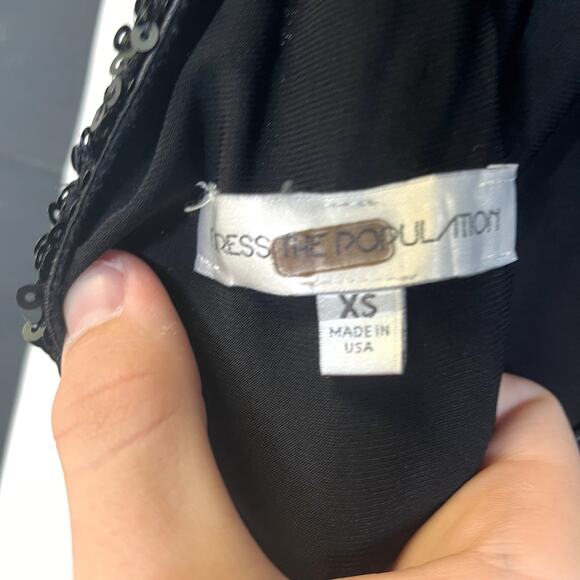 DRESS THE POPULATION
XS
MADE IN
USA